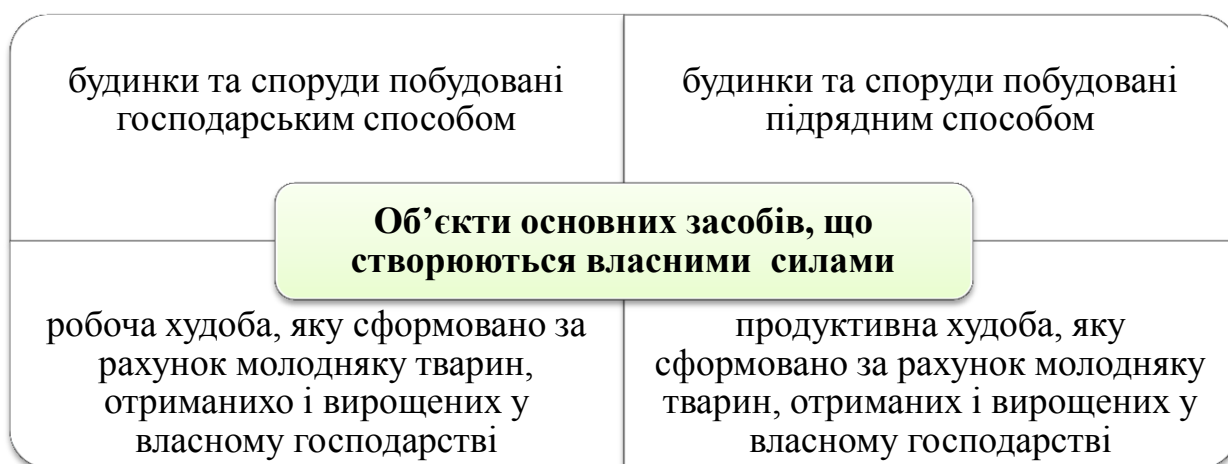 будинки та споруди побудовані
господарським способом
будинки та споруди побудовані
підрядним способом
Об’єкти основних засобів, що
створюються власними силами
робоча худоба, яку сформовано за
рахунок молодняку тварин,
отриманихо і вирощених у
власному господарстві
продуктивна худоба, яку
сформовано за рахунок молодняку
тварин, отриманих і вирощених у
власному господарстві